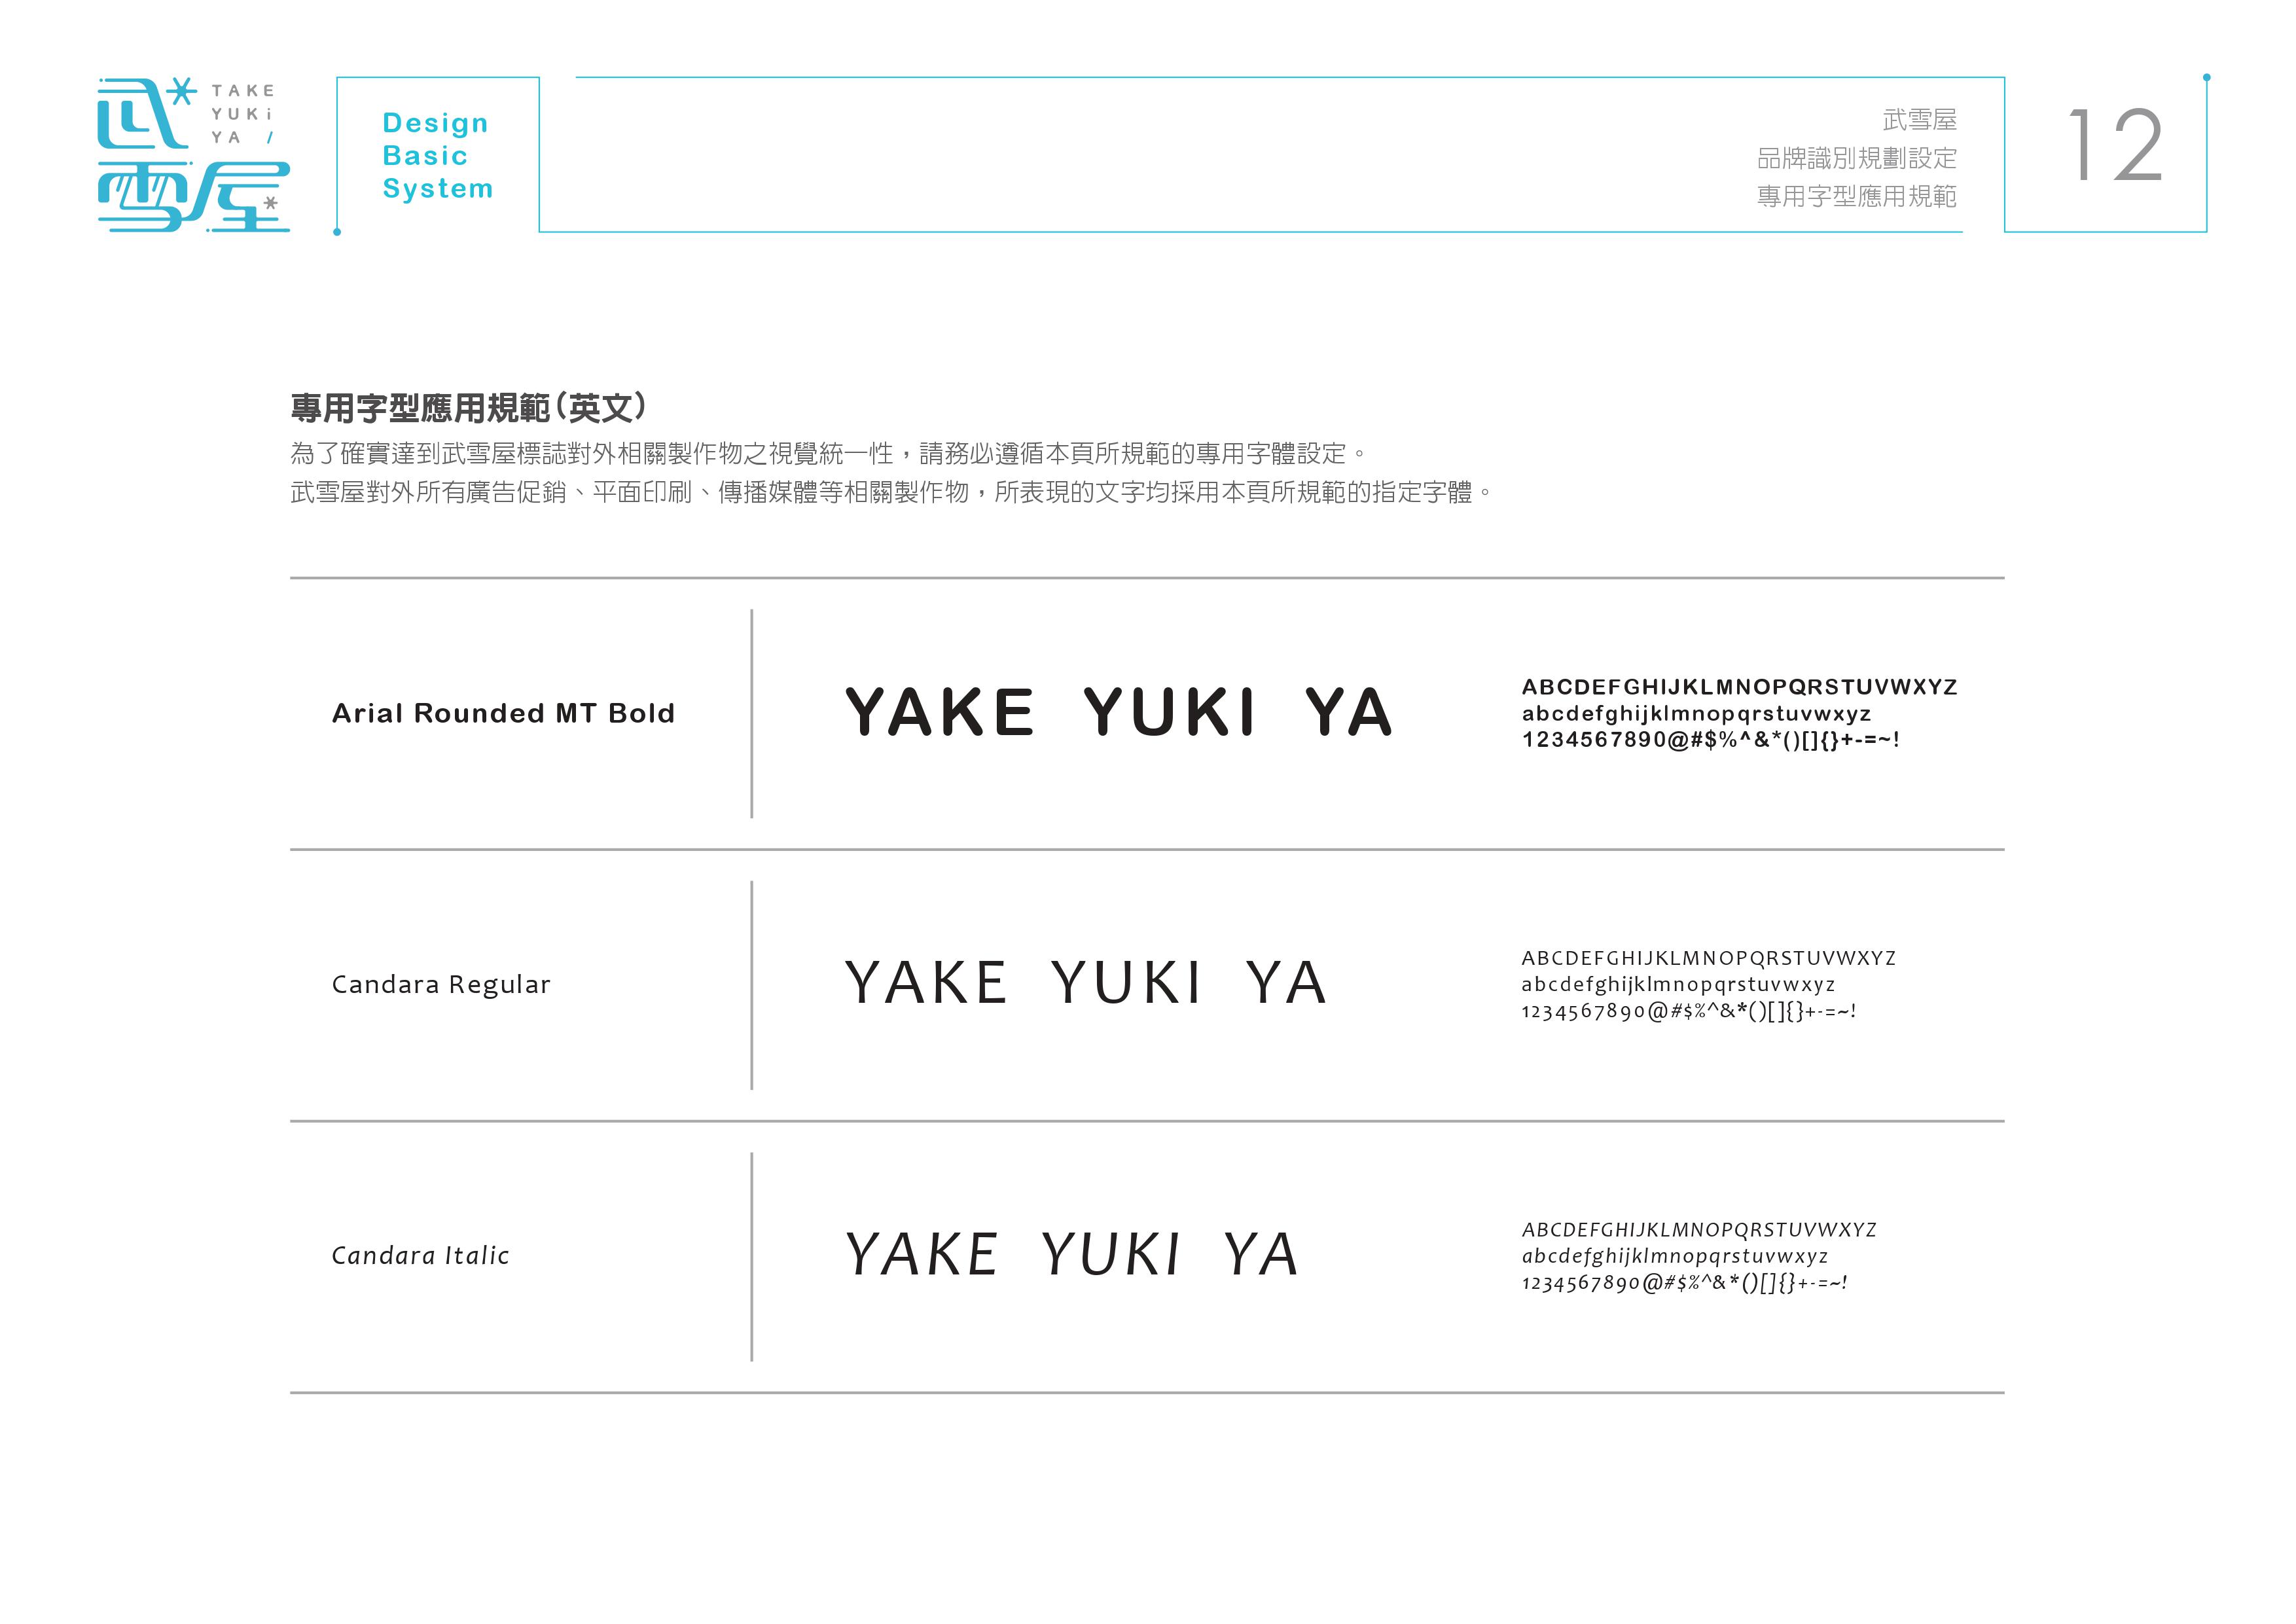 武*
雪屋*
TAKE
YUKi
YA /
Design
Basic
System
武雪屋
品牌識別規劃設定
專用字型應用規範
12
專用字型應用規範(英文)
為了確實達到武雪屋標誌對外相關製作物之視覺統一性，請務必遵循本頁所規範的專用字體設定。
武雪屋對外所有廣告促銷、平面印刷、傳播媒體等相關製作物，所表現的文字均採用本頁所規範的指定字體。
Arial Rounded MT Bold
YAKE YUKI YA
ABCDEFGHIJKLMNOPQRSTUVWXYZ
abcdefghijklmnopqrstuvwxyz
1234567890@#$%^&*()[]{}+-=~!
Candara Regular
YAKE YUKI YA
ABCDEFGHIJKLMNOPQRSTUVWXYZ
abcdefghijklmnopqrstuvwxyz
1234567890@#$%^&*()[]{}+-=~!
Candara Italic
YAKE YUKI YA
ABCDEFGHIJKLMNOPQRSTUVWXYZ
abcdefghijklmnopqrstuvwxyz
1234567890@#$%^&*()[]{}+-=~!